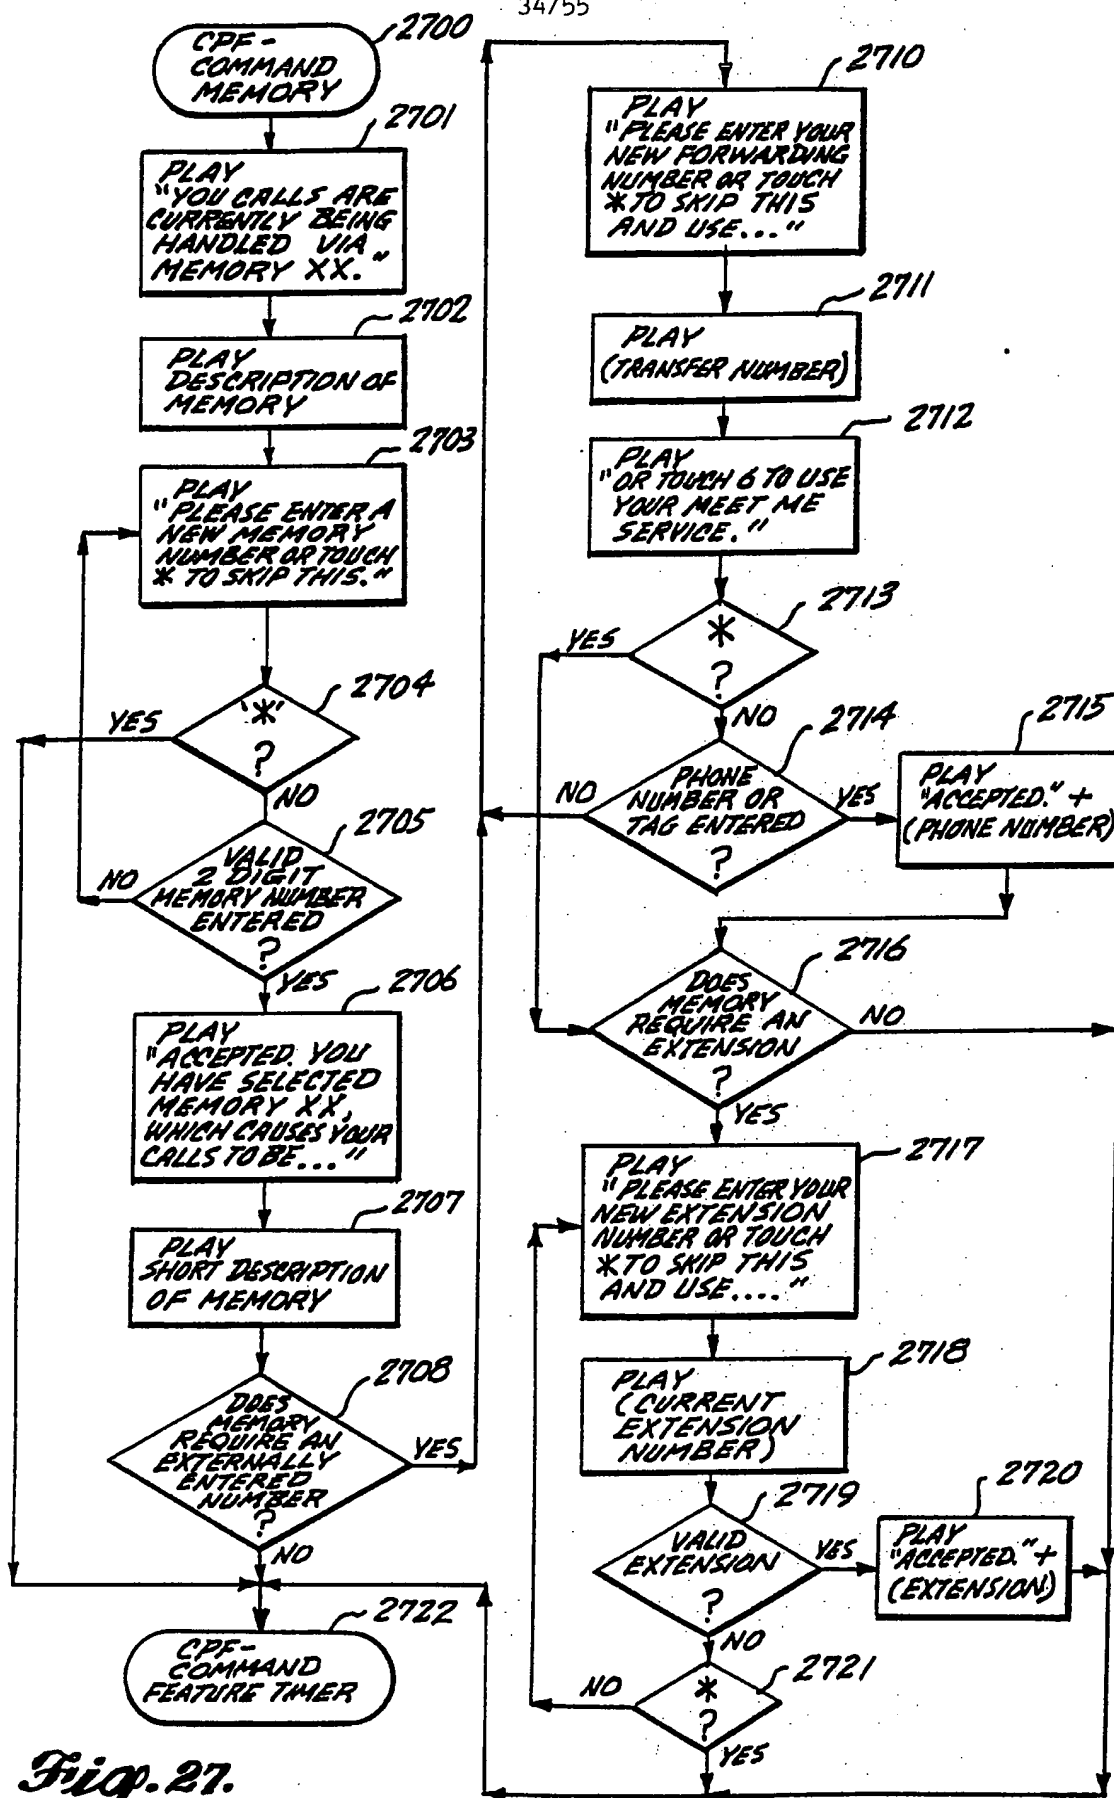 34/55
CPF-
COMMAND
MEMORY
2700
2701
PLAY
"YOU CALLS ARE
CURRENTLY BEING
HANDLED VIA
MEMORY XX."
2702
PLAY
DESCRIPTION OF
MEMORY
2703
PLAY
"PLEASE ENTER A
NEW MEMORY
NUMBER OR TOUCH
* TO SKIP THIS."
2704
'*'
?
YES
NO
2705
VALID
2 DIGIT
MEMORY NUMBER
ENTERED
?
NO
YES
2706
PLAY
"ACCEPTED. YOU
HAVE SELECTED
MEMORY XX,
WHICH CAUSES YOUR
CALLS TO BE..."
2707
PLAY
SHORT DESCRIPTION
OF MEMORY
2708
DOES
MEMORY
REQUIRE AN
EXTERNALLY
ENTERED
NUMBER
?
YES
NO
2722
CPF-
COMMAND
FEATURE TIMER
2710
PLAY
"PLEASE ENTER YOUR
NEW FORWARDING
NUMBER OR TOUCH
* TO SKIP THIS
AND USE..."
2711
PLAY
(TRANSFER NUMBER)
2712
PLAY
"OR TOUCH 6 TO USE
YOUR MEET ME
SERVICE."
2713
*
?
YES
NO
2714
PHONE
NUMBER OR
TAG ENTERED
?
NO
YES
2715
PLAY
"ACCEPTED." +
(PHONE NUMBER)
2716
DOES
MEMORY
REQUIRE AN
EXTENSION
?
NO
YES
2717
PLAY
"PLEASE ENTER YOUR
NEW EXTENSION
NUMBER OR TOUCH
* TO SKIP THIS
AND USE...."
2718
PLAY
(CURRENT
EXTENSION
NUMBER)
2719
VALID
EXTENSION
?
YES
NO
2720
PLAY
"ACCEPTED." +
(EXTENSION)
2721
*
?
NO
YES
Fig. 27.